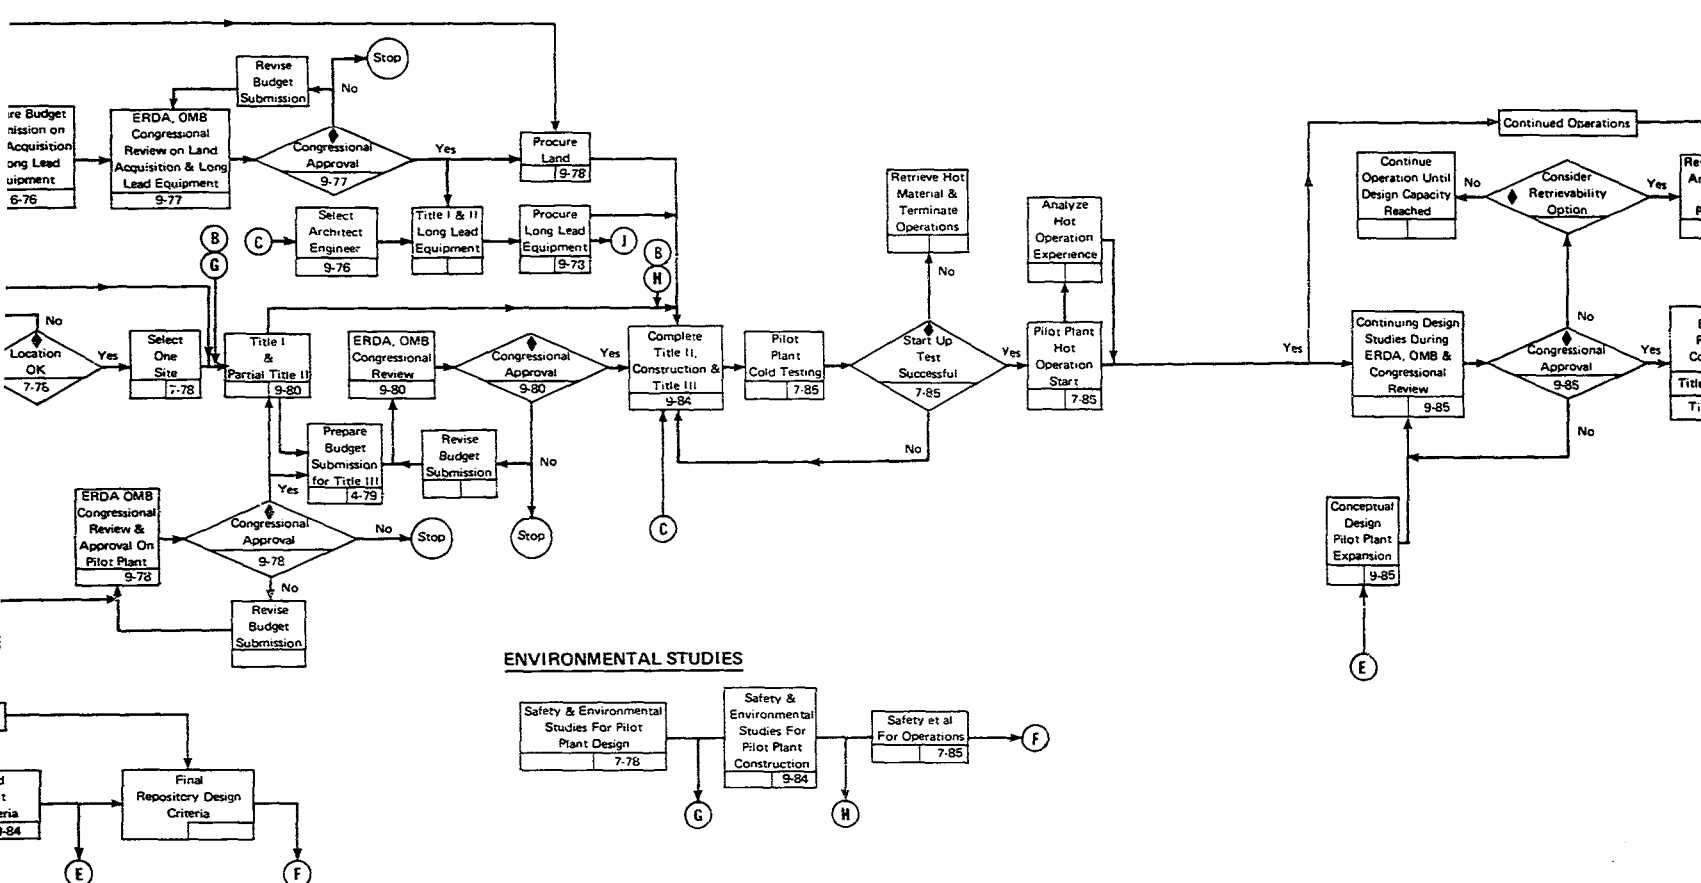 Stop
Revise
Budget
Submission
No
re Budget
nission on
Acquisition
ong Lead
uipment
6-76
ERDA, OMB
Congressional
Review on Land
Acquisition & Long
Lead Equipment
9-77
Congressional
Approval
9-77
Yes
Procure
Land
9-78
Select
Architect
Engineer
9-76
C
Title I & II
Long Lead
Equipment
Procure
Long Lead
Equipment
9-73
J
B
G
B
H
No
Location
OK
7-76
Yes
Select
One
Site
7-78
Title I
&
Partial Title II
9-80
ERDA, OMB
Congressional
Review
9-80
Congressional
Approval
9-80
Yes
Complete
Title II,
Construction &
Title III
9-84
Pilot
Plant
Cold Testing
7-85
Start Up
Test
Successful
7-85
Yes
No
No
Retrieve Hot
Material &
Terminate
Operations
Analyze
Hot
Operation
Experience
Pilot Plant
Hot
Operation
Start
7-85
Yes
Continued Operations
Continue
Operation Until
Design Capacity
Reached
No
Consider
Retrievability
Option
Yes
Continuing Design
Studies During
ERDA, OMB &
Congressional
Review
9-85
No
Congressional
Approval
9-85
Yes
No
Title
Conceptual
Design
Pilot Plant
Expansion
9-85
E
Prepare
Budget
Submission
for Title III
4-79
Revise
Budget
Submission
No
Stop
C
Yes
ERDA OMB
Congressional
Review &
Approval On
Pilot Plant
9-78
Congressional
Approval
9-78
No
Stop
No
Revise
Budget
Submission
ENVIRONMENTAL STUDIES
Safety & Environmental
Studies For Pilot
Plant Design
7-78
G
Safety &
Environmental
Studies For
Pilot Plant
Construction
9-84
H
Safety et al
For Operations
7-85
F
eria
9-84
E
Final
Repository Design
Criteria
F